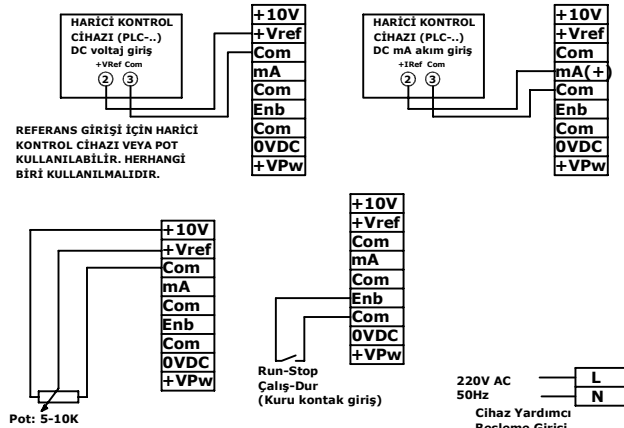 HARİCİ KONTROL
CİHAZI (PLC-..)
DC voltaj giriş
+VRef Com
2 3
+10V
+Vref
Com
mA
Com
Enb
Com
0VDC
+VPw
REFERANS GİRİŞİ İÇİN HARİCİ
KONTROL CİHAZI VEYA POT
KULLANILABİLİR. HERHANGİ
BİRİ KULLANILMALIDIR.
HARİCİ KONTROL
CİHAZI (PLC-..)
DC mA akım giriş
+IRef Com
2 3
+10V
+Vref
Com
mA(+)
Com
Enb
Com
0VDC
+VPw
+10V
+Vref
Com
mA
Com
Enb
Com
0VDC
+VPw
Pot: 5-10K
+10V
+Vref
Com
mA
Com
Enb
Com
0VDC
+VPw
Run-Stop
Çalış-Dur
(Kuru kontak giriş)
220V AC
50Hz
L
N
Cihaz Yardımcı
Besleme Girişi